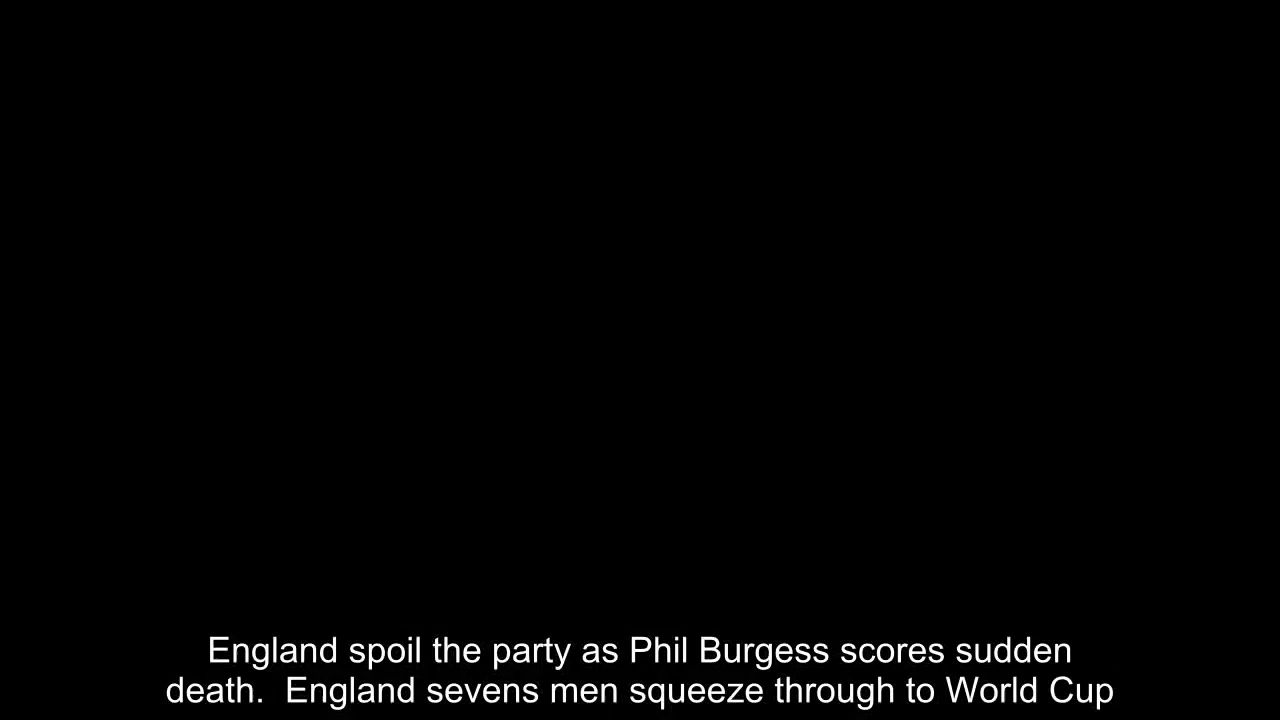 England spoil the party as Phil Burgess scores sudden
death.  England sevens men squeeze through to World Cup